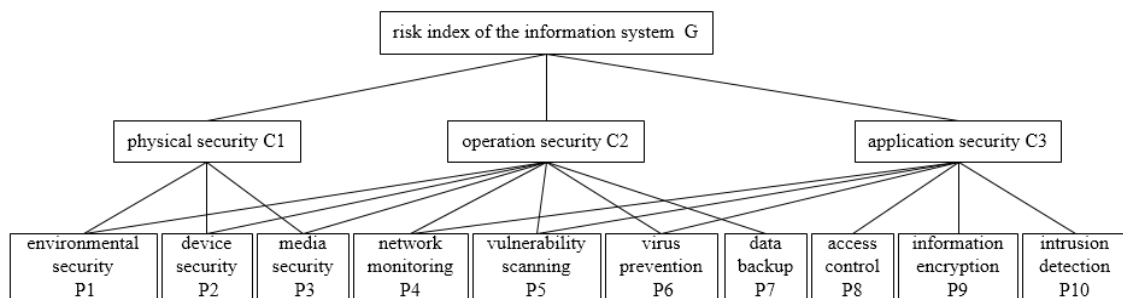 risk index of the information system G
physical security C1
operation security C2
application security C3
environmental
security
P1
device
security
P2
media
security
P3
network
monitoring
P4
vulnerability
scanning
P5
virus
prevention
P6
data
backup
P7
access
control
P8
information
encryption
P9
intrusion
detection
P10